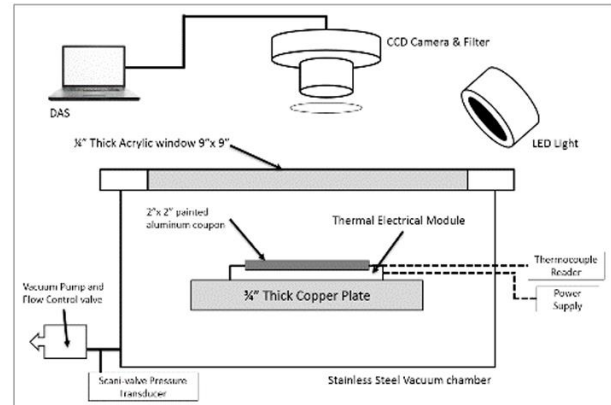 CCD Camera & Filter
DAS
LED Light
¼” Thick Acrylic window 9”x 9”
2”x 2” painted
aluminum coupon
Thermal Electrical Module
Thermocouple
Reader
Vacuum Pump and
Flow Control valve
¾” Thick Copper Plate
Power
Supply
Scani-valve Pressure
Transducer
Stainless Steel Vacuum chamber